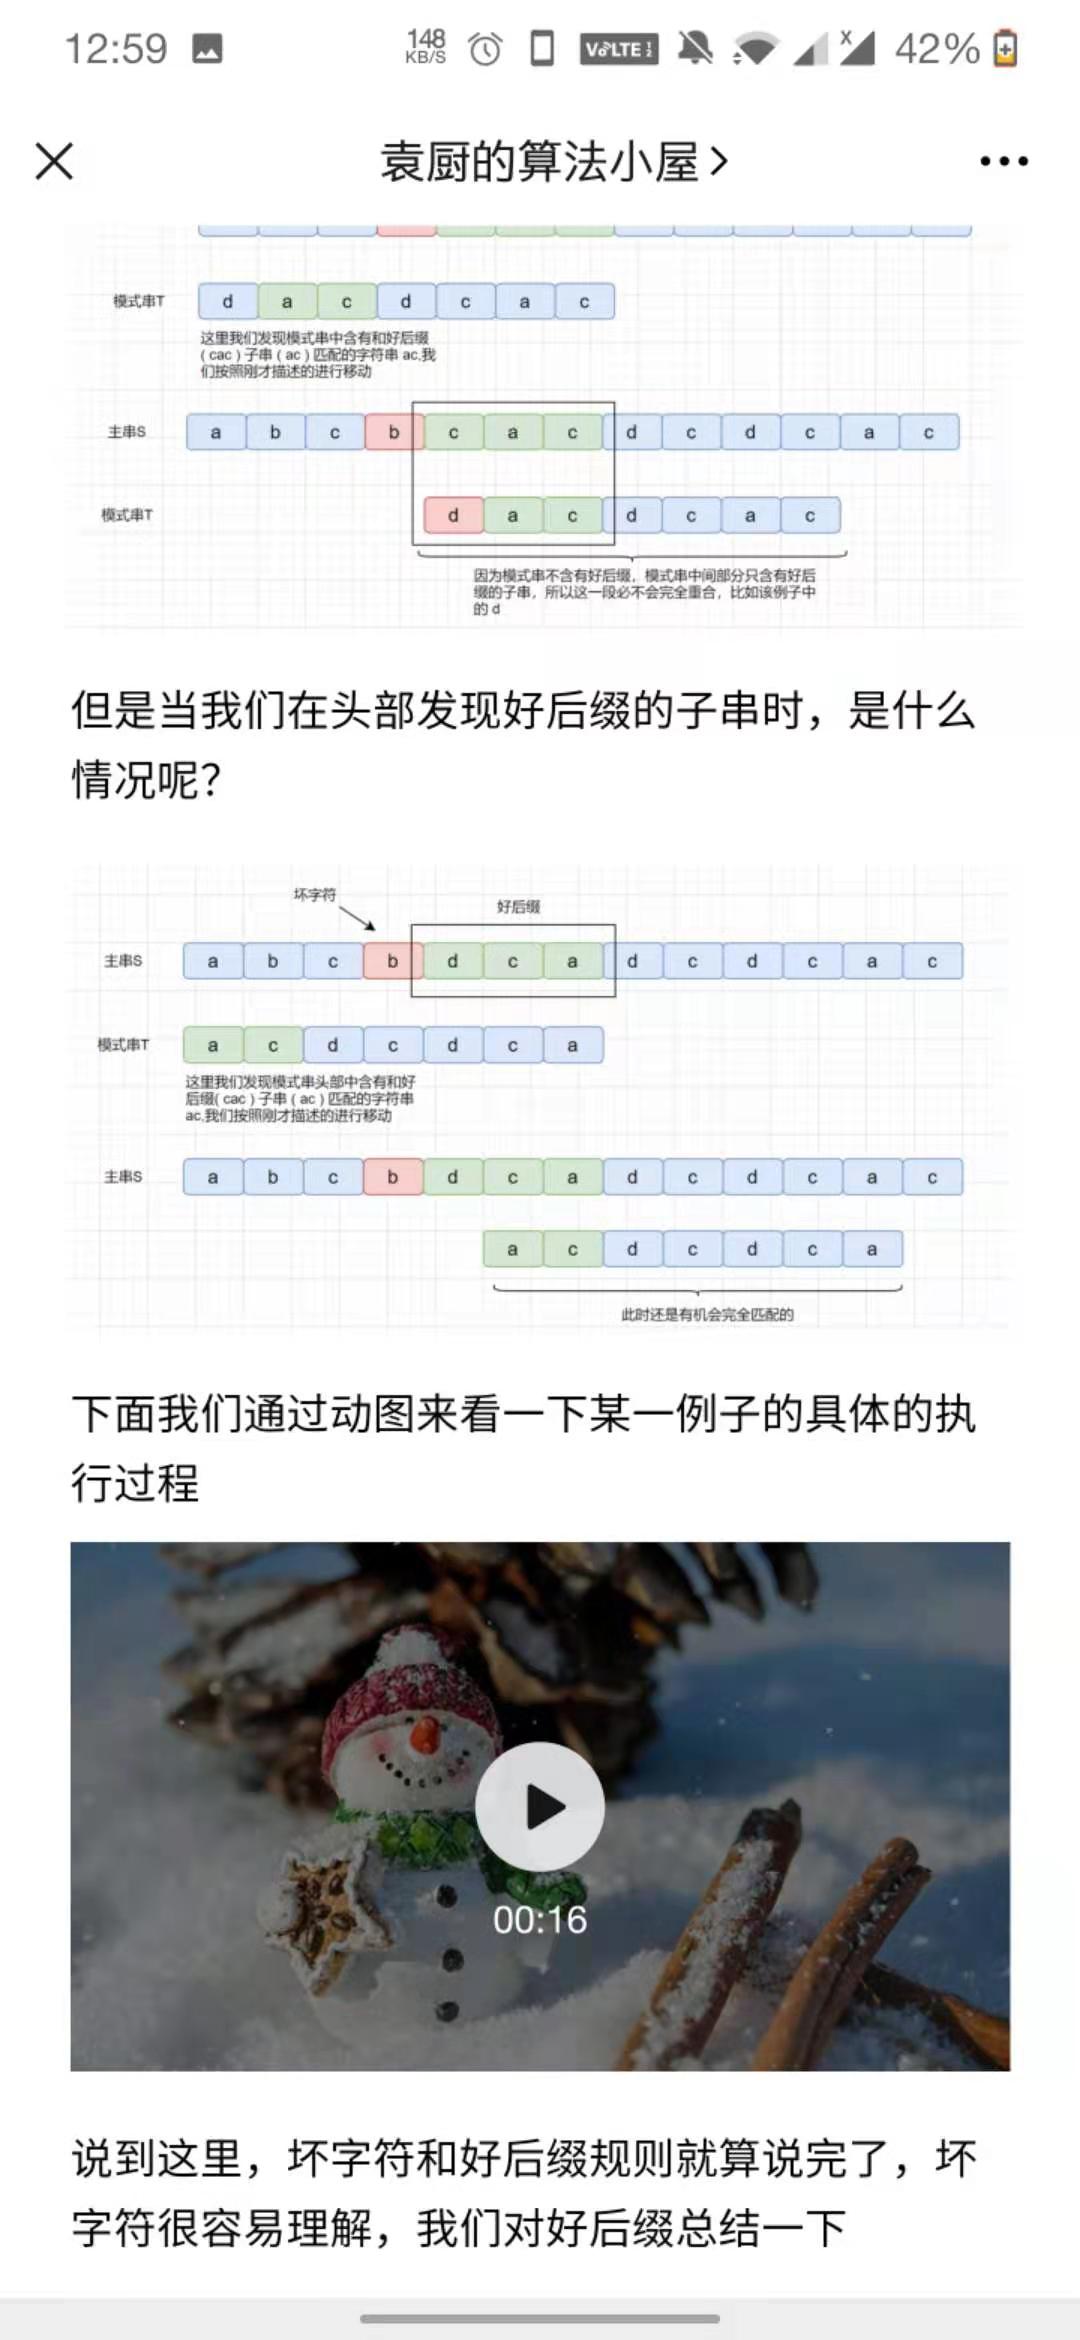 12:59
148
KB/S
VoLTE
42%
袁厨的算法小屋
模式串T d a c d c a c
这里我们发现模式串中含有和好后缀
(cac)子串(ac)匹配的字符串 ac,我
们按照刚才描述的进行移动
主串S a b c b c a c d c d c a c
模式串T d a c d c a c
因为模式串不含有好后缀，模式串中间部分只含有好后
缀的子串，所以这一段必不会完全重合，比如该例子中
的 d
但是当我们在头部发现好后缀的子串时，是什么
情况呢？
坏字符
好后缀
主串S a b c b d c a d c d c a c
模式串T a c d c d c a
这里我们发现模式串头部中含有和好
后缀(cac)子串(ac)匹配的字符串
ac,我们按照刚才描述的进行移动
主串S a b c b d c a d c d c a c
a c d c d c a
此时还是有机会完全匹配的
下面我们通过动图来看一下某一例子的具体的执
行过程
00:16
说到这里，坏字符和好后缀规则就算说完了，坏
字符很容易理解，我们对好后缀总结一下